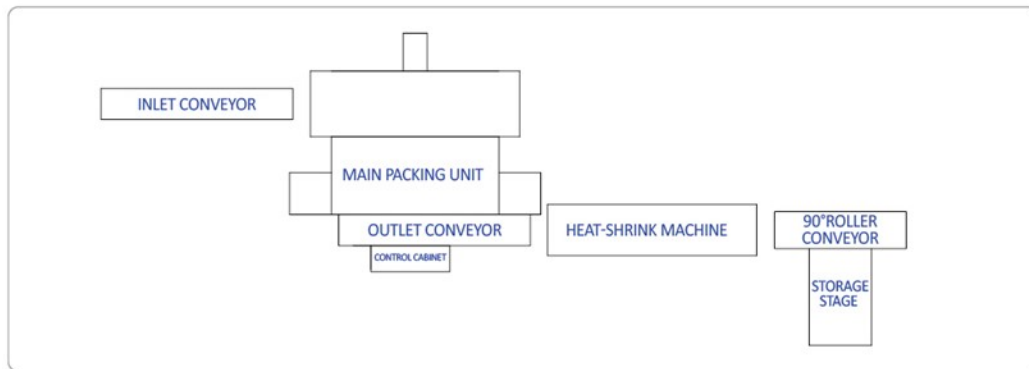 INLET CONVEYOR
MAIN PACKING UNIT
OUTLET CONVEYOR
CONTROL CABINET
HEAT-SHRINK MACHINE
90°ROLLER
CONVEYOR
STORAGE
STAGE